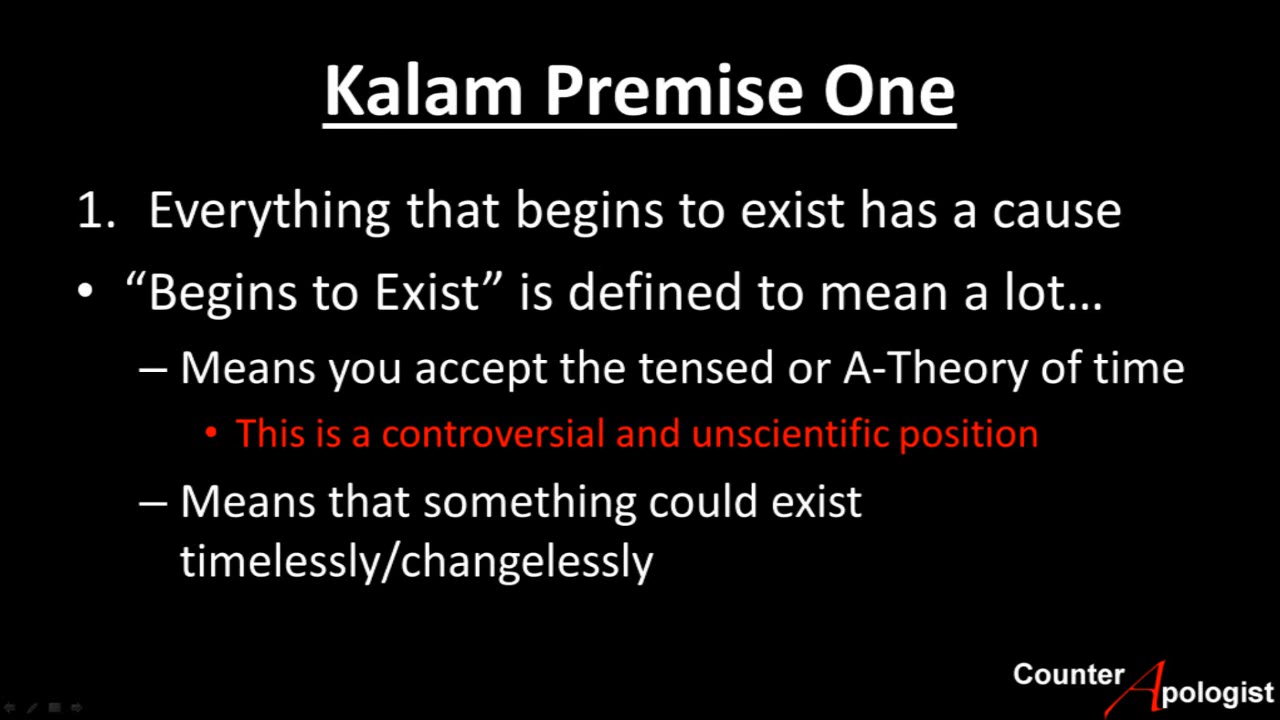 Kalam Premise One
1. Everything that begins to exist has a cause
• “Begins to Exist” is defined to mean a lot…
– Means you accept the tensed or A-Theory of time
• This is a controversial and unscientific position
– Means that something could exist
timelessly/changelessly
Counter
Apologist